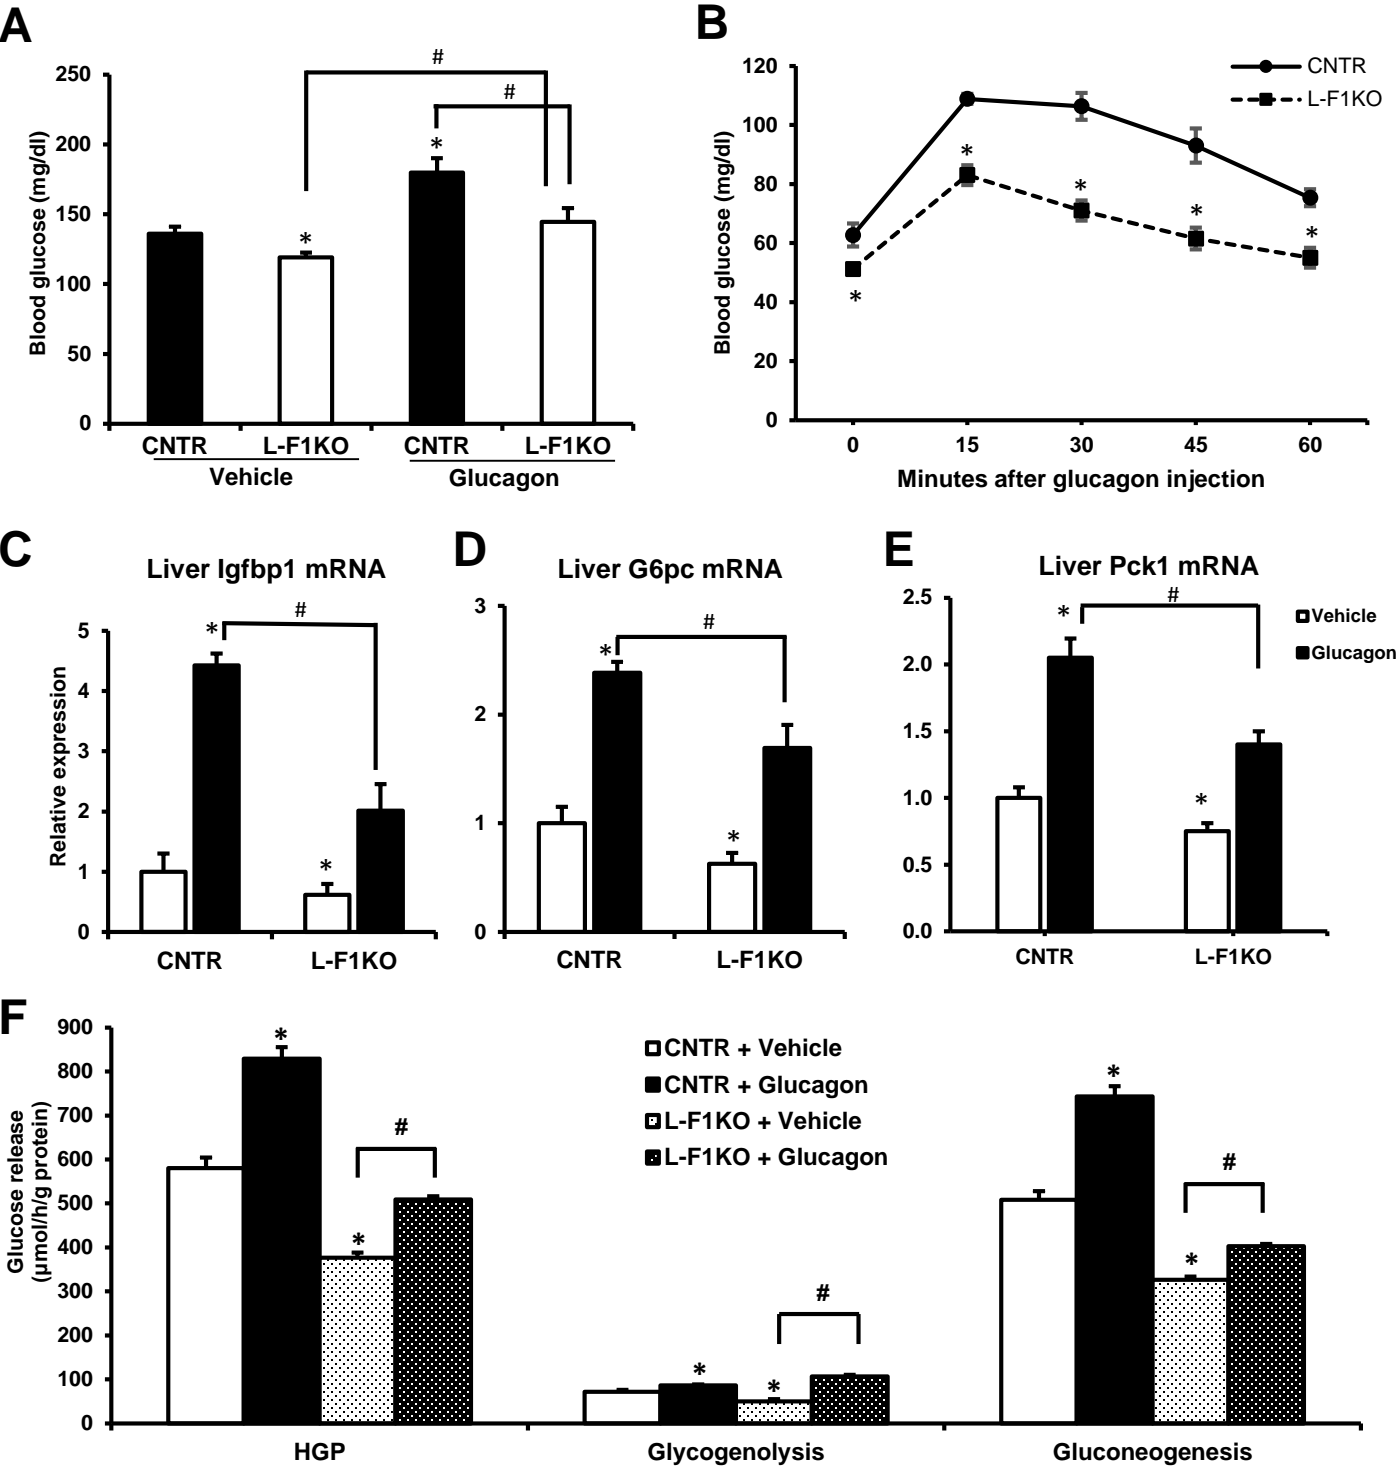 A
Blood glucose (mg/dl)
250
200
150
100
50
0
#
#
*
*
CNTR L-F1KO CNTR L-F1KO
Vehicle Glucagon
B
Blood glucose (mg/dl)
120
100
80
60
40
20
0
CNTR
L-F1KO
*
*
*
*
*
0 15 30 45 60
Minutes after glucagon injection
C
Liver Igfbp1 mRNA
Relative expression
5
4
3
2
1
0
#
*
*
CNTR L-F1KO
D
Liver G6pc mRNA
3
2
1
0
#
*
*
CNTR L-F1KO
E
Liver Pck1 mRNA
2.5
2.0
1.5
1.0
0.5
0.0
#
*
*
Vehicle
Glucagon
CNTR L-F1KO
F
Glucose release
(µmol/h/g protein)
900
800
700
600
500
400
300
200
100
0
CNTR + Vehicle
CNTR + Glucagon
L-F1KO + Vehicle
L-F1KO + Glucagon
*
#
*
#
*
*
*
#
*
HGP Glycogenolysis Gluconeogenesis